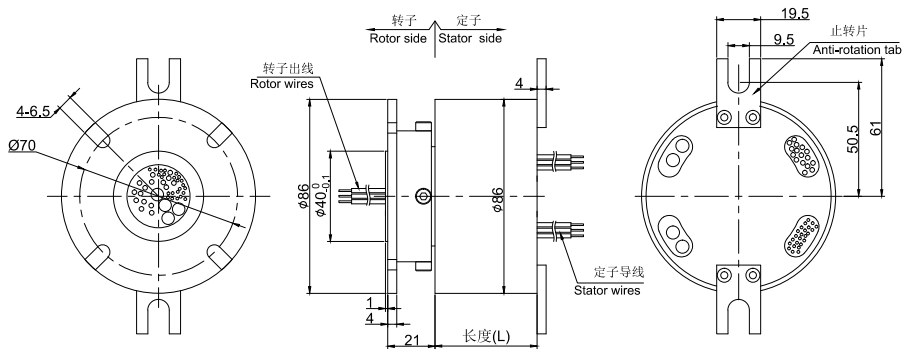 转子
Rotor side
定子
Stator side
转子出线
Rotor wires
4
19.5
9.5
止转片
Anti-rotation tab
4-6.5
Ø70
ϕ86
ϕ40 0 -0.1
ϕ86
50.5
61
定子导线
Stator wires
1
4
21
长度(L)